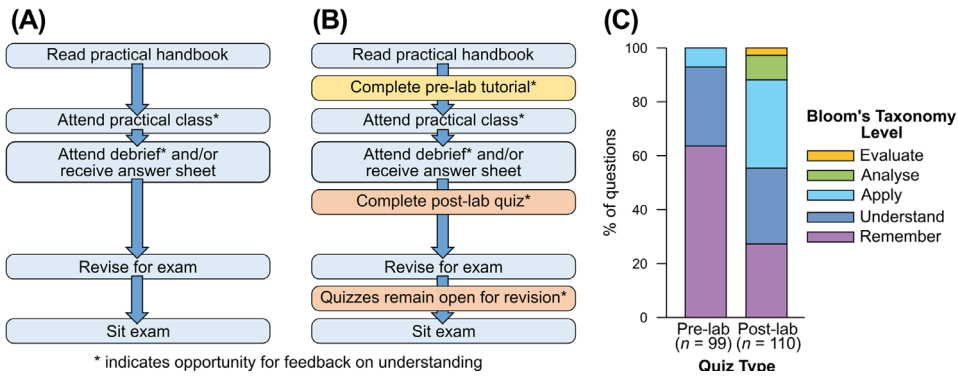 (A)
Read practical handbook
Attend practical class*
Attend debrief* and/or
receive answer sheet
Revise for exam
Sit exam
(B)
Read practical handbook
Complete pre-lab tutorial*
Attend practical class*
Attend debrief* and/or
receive answer sheet
Complete post-lab quiz*
Revise for exam
Quizzes remain open for revision*
Sit exam
* indicates opportunity for feedback on understanding
(C)
% of questions
100
80
60
40
20
0
Pre-lab
(n = 99)
Post-lab
(n = 110)
Quiz Type
Bloom's Taxonomy
Level
Evaluate
Analyse
Apply
Understand
Remember